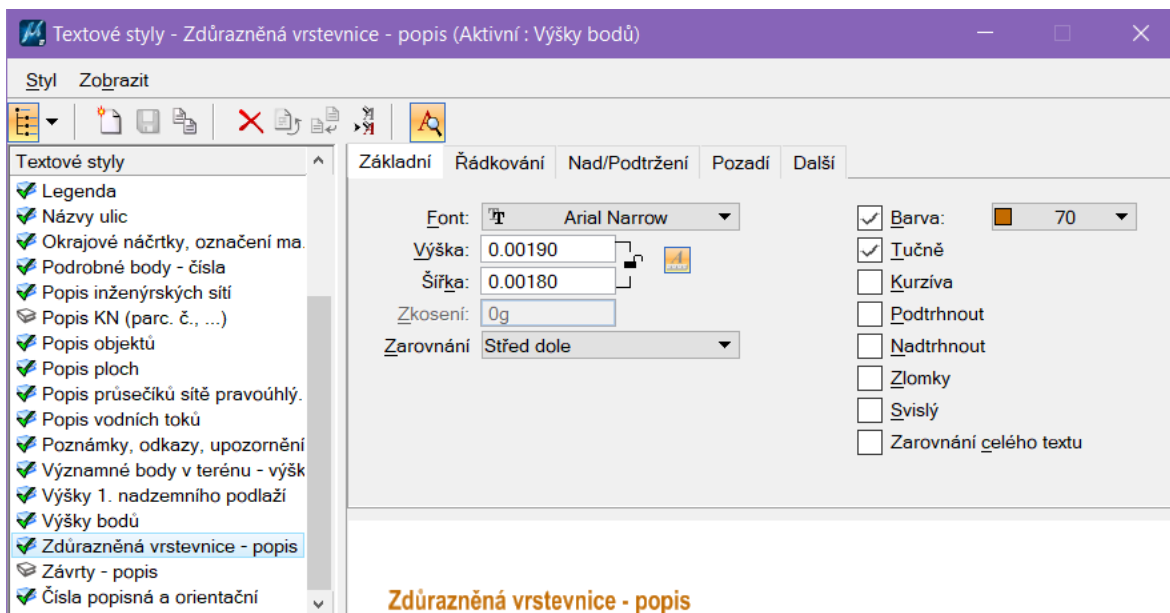 Textové styly - Zdůrazněná vrstevnice - popis (Aktivní : Výšky bodů)
Styl Zobrazit
Textové styly
Legenda
Názvy ulic
Okrajové náčrtky, označení ma.
Podrobné body - čísla
Popis inženýrských sítí
Popis KN (parc. č., ...)
Popis objektů
Popis ploch
Popis průsečíků sítě pravoúhlý.
Popis vodních toků
Poznámky, odkazy, upozornění
Významné body v terénu - výšk
Výšky 1. nadzemního podlaží
Výšky bodů
Zdůrazněná vrstevnice - popis
Závrty - popis
Čísla popisná a orientační
Základní Řádkování Nad/Podtržení Pozadí Další
Font: Arial Narrow
Výška: 0.00190
Šířka: 0.00180
Zkosení: 0g
Zarovnání Střed dole
Barva: 70
Tučně
Kurzíva
Podtrhnout
Nadtrhnout
Zlomky
Svislý
Zarovnání celého textu
Zdůrazněná vrstevnice - popis